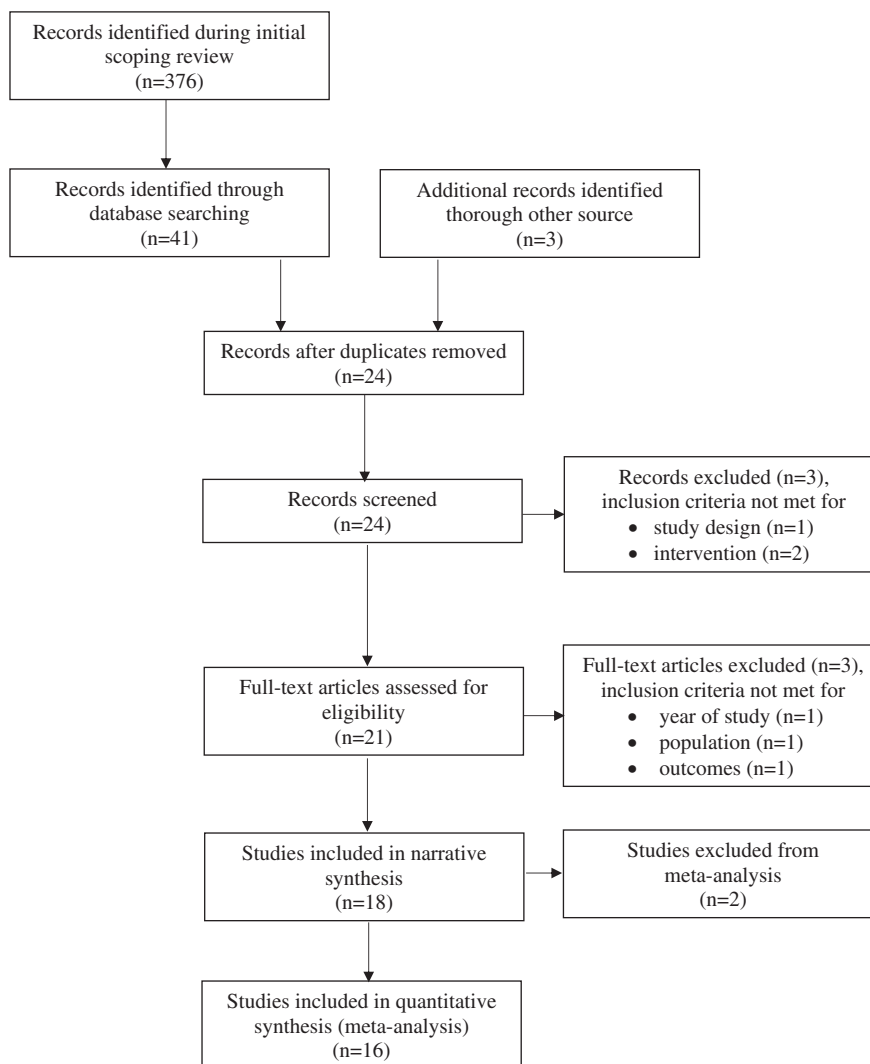 Records identified during initial
scoping review
(n=376)
Records identified through
database searching
(n=41)
Additional records identified
thorough other source
(n=3)
Records after duplicates removed
(n=24)
Records screened
(n=24)
Records excluded (n=3),
inclusion criteria not met for
• study design (n=1)
• intervention (n=2)
Full-text articles assessed for
eligibility
(n=21)
Full-text articles excluded (n=3),
inclusion criteria not met for
• year of study (n=1)
• population (n=1)
• outcomes (n=1)
Studies included in narrative
synthesis
(n=18)
Studies excluded from
meta-analysis
(n=2)
Studies included in quantitative
synthesis (meta-analysis)
(n=16)